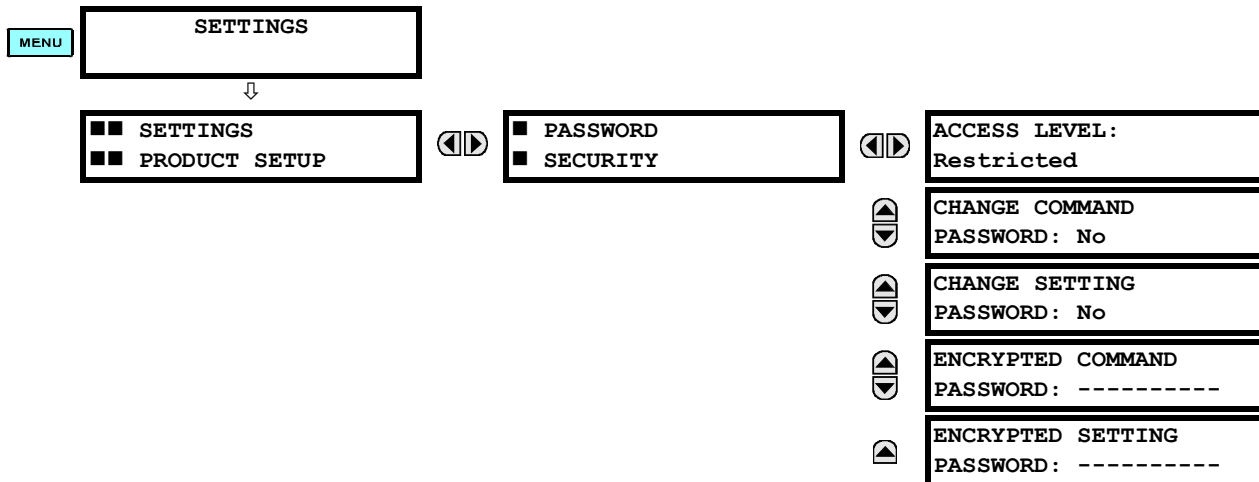 MENU
SETTINGS
■■ SETTINGS
■■ PRODUCT SETUP
■ PASSWORD
■ SECURITY
ACCESS LEVEL:
Restricted
CHANGE COMMAND
PASSWORD: No
CHANGE SETTING
PASSWORD: No
ENCRYPTED COMMAND
PASSWORD: ----------
ENCRYPTED SETTING
PASSWORD: ----------